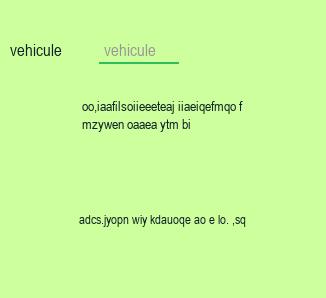 vehicule vehicule
oo,iaafilsoiieeeteaj iiaeiqefmqo f
mzywen oaaea ytm bi
adcs.jyopn wiy kdauoqe ao e lo. ,sq